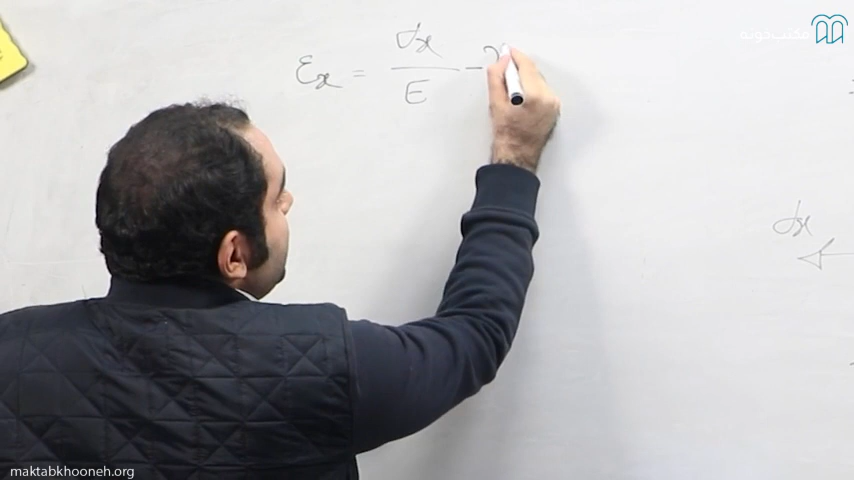 مکتب‌خونه
εx = σx / E - ν
σx
maktabkhooneh.org